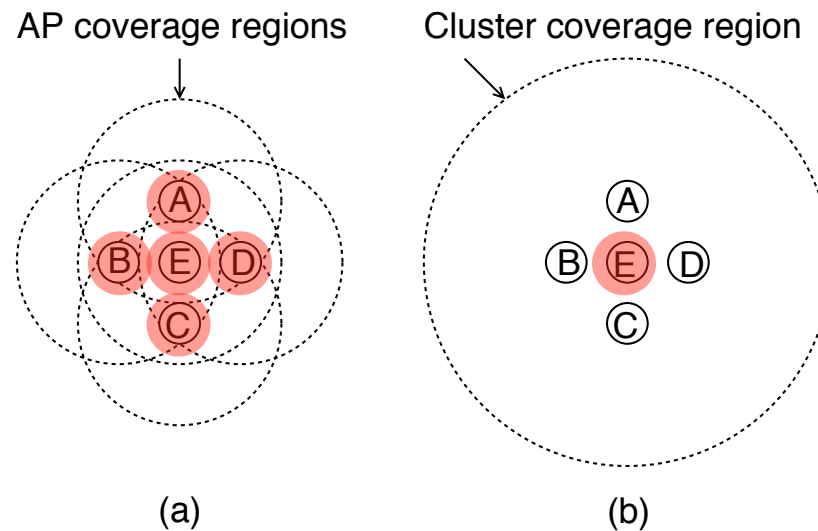 AP coverage regions
Cluster coverage region
A
B E D
C
A
B E D
C
(a)
(b)